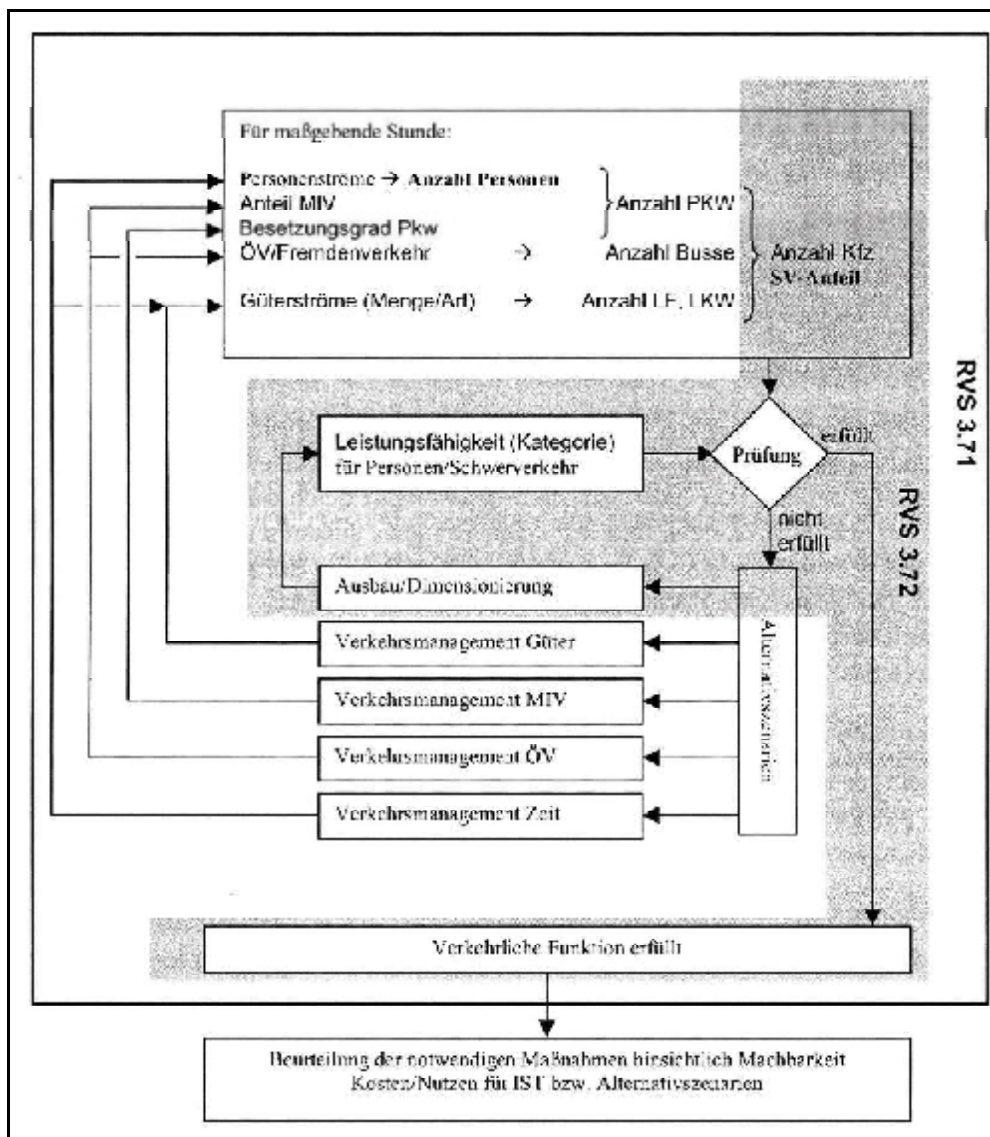 Für maßgebende Stunde:
Personenströme → Anzahl Personen
Anteil MIV
Besetzungsgrad Pkw
Anzahl PKW
ÖV/Fremdenverkehr → Anzahl Busse
Güterströme (Menge/Art) → Anzahl LF, LKW
Anzahl Kfz
SV-Anteil
Leistungsfähigkeit (Kategorie)
für Personen/Schwerverkehr
Prüfung
erfüllt
nicht
erfüllt
Ausbau/Dimensionierung
Verkehrsmanagement Güter
Verkehrsmanagement MIV
Verkehrsmanagement ÖV
Verkehrsmanagement Zeit
Alternativszenarien
RVS 3.71
RVS 3.72
Verkehrliche Funktion erfüllt
Beurteilung der notwendigen Maßnahmen hinsichtlich Machbarkeit
Kosten/Nutzen für IST bzw. Alternativszenarien